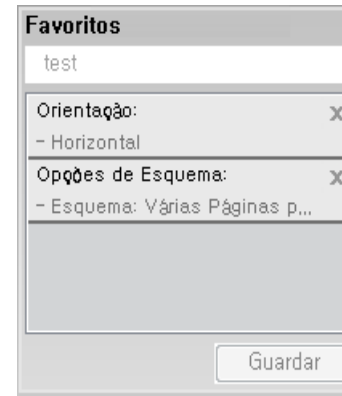 Favoritos
test
Orientação: x
- Horizontal
Opções de Esquema: x
- Esquema: Várias Páginas p...
Guardar